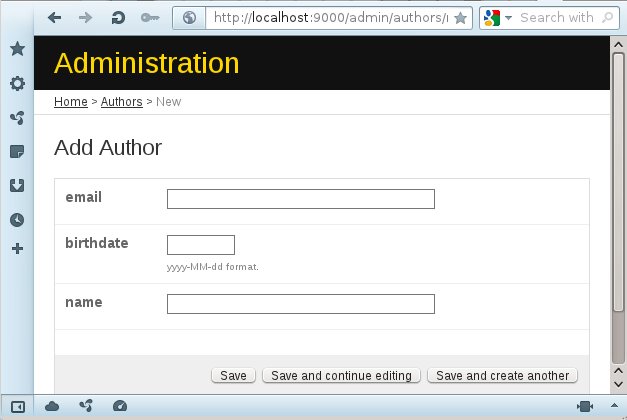 http://localhost:9000/admin/authors/
Search with
Administration
Home > Authors > New
Add Author
email
birthdate
yyyy-MM-dd format.
name
Save Save and continue editing Save and create another